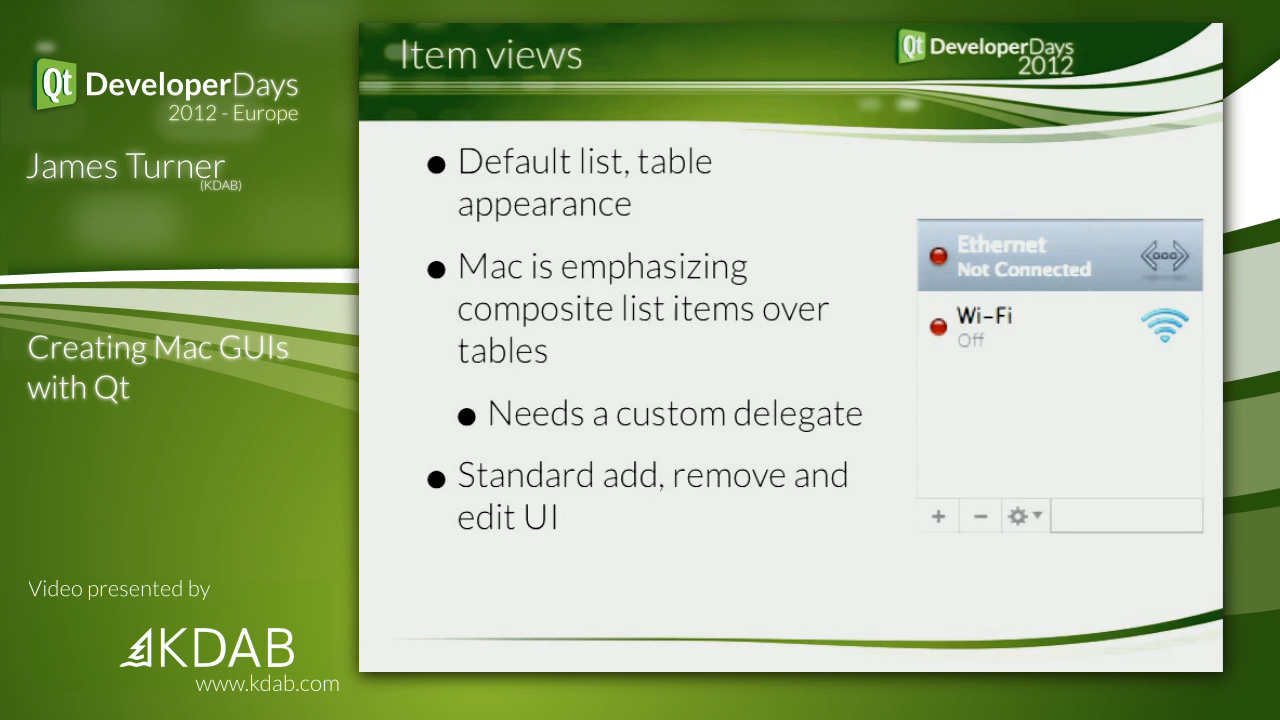 Qt DeveloperDays
2012 - Europe
James Turner
(KDAB)
Creating Mac GUIs
with Qt
Video presented by
KDAB
www.kdab.com
Item views
Qt DeveloperDays
2012
● Default list, table
appearance
● Mac is emphasizing
composite list items over
tables
● Needs a custom delegate
● Standard add, remove and
edit UI
Ethernet
Not Connected
Wi-Fi
Off